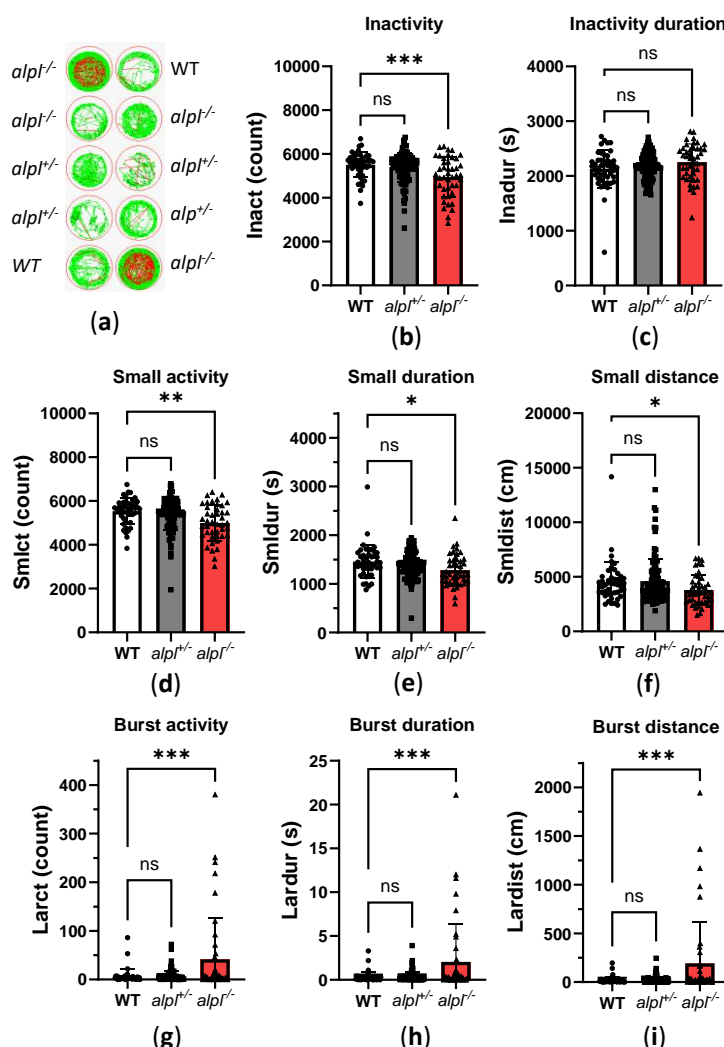 alpl-/- WT
alpl-/- alpl-/-
alpl+/- alpl+/-
alpl+/- alp+/-
WT alpl-/-
(a)
Inactivity
***
ns
10000
8000
6000
4000
2000
0
Inact (count)
WT alpl+/- alpl-/-
(b)
Inactivity duration
ns
ns
4000
3000
2000
1000
0
Inadur (s)
WT alpl+/- alpl-/-
(c)
Small activity
**
ns
10000
8000
6000
4000
2000
0
Smlct (count)
WT alpl+/- alpl-/-
(d)
Small duration
*
ns
4000
3000
2000
1000
0
Smldur (s)
WT alpl+/- alpl-/-
(e)
Small distance
*
ns
20000
15000
10000
5000
0
Smldist (cm)
WT alpl+/- alpl-/-
(f)
Burst activity
***
ns
400
300
200
100
0
Larct (count)
WT alpl+/- alpl-/-
(g)
Burst duration
***
ns
25
20
15
10
5
0
Lardur (s)
WT alpl+/- alpl-/-
(h)
Burst distance
***
ns
2000
1500
1000
500
0
Lardist (cm)
WT alpl+/- alpl-/-
(i)